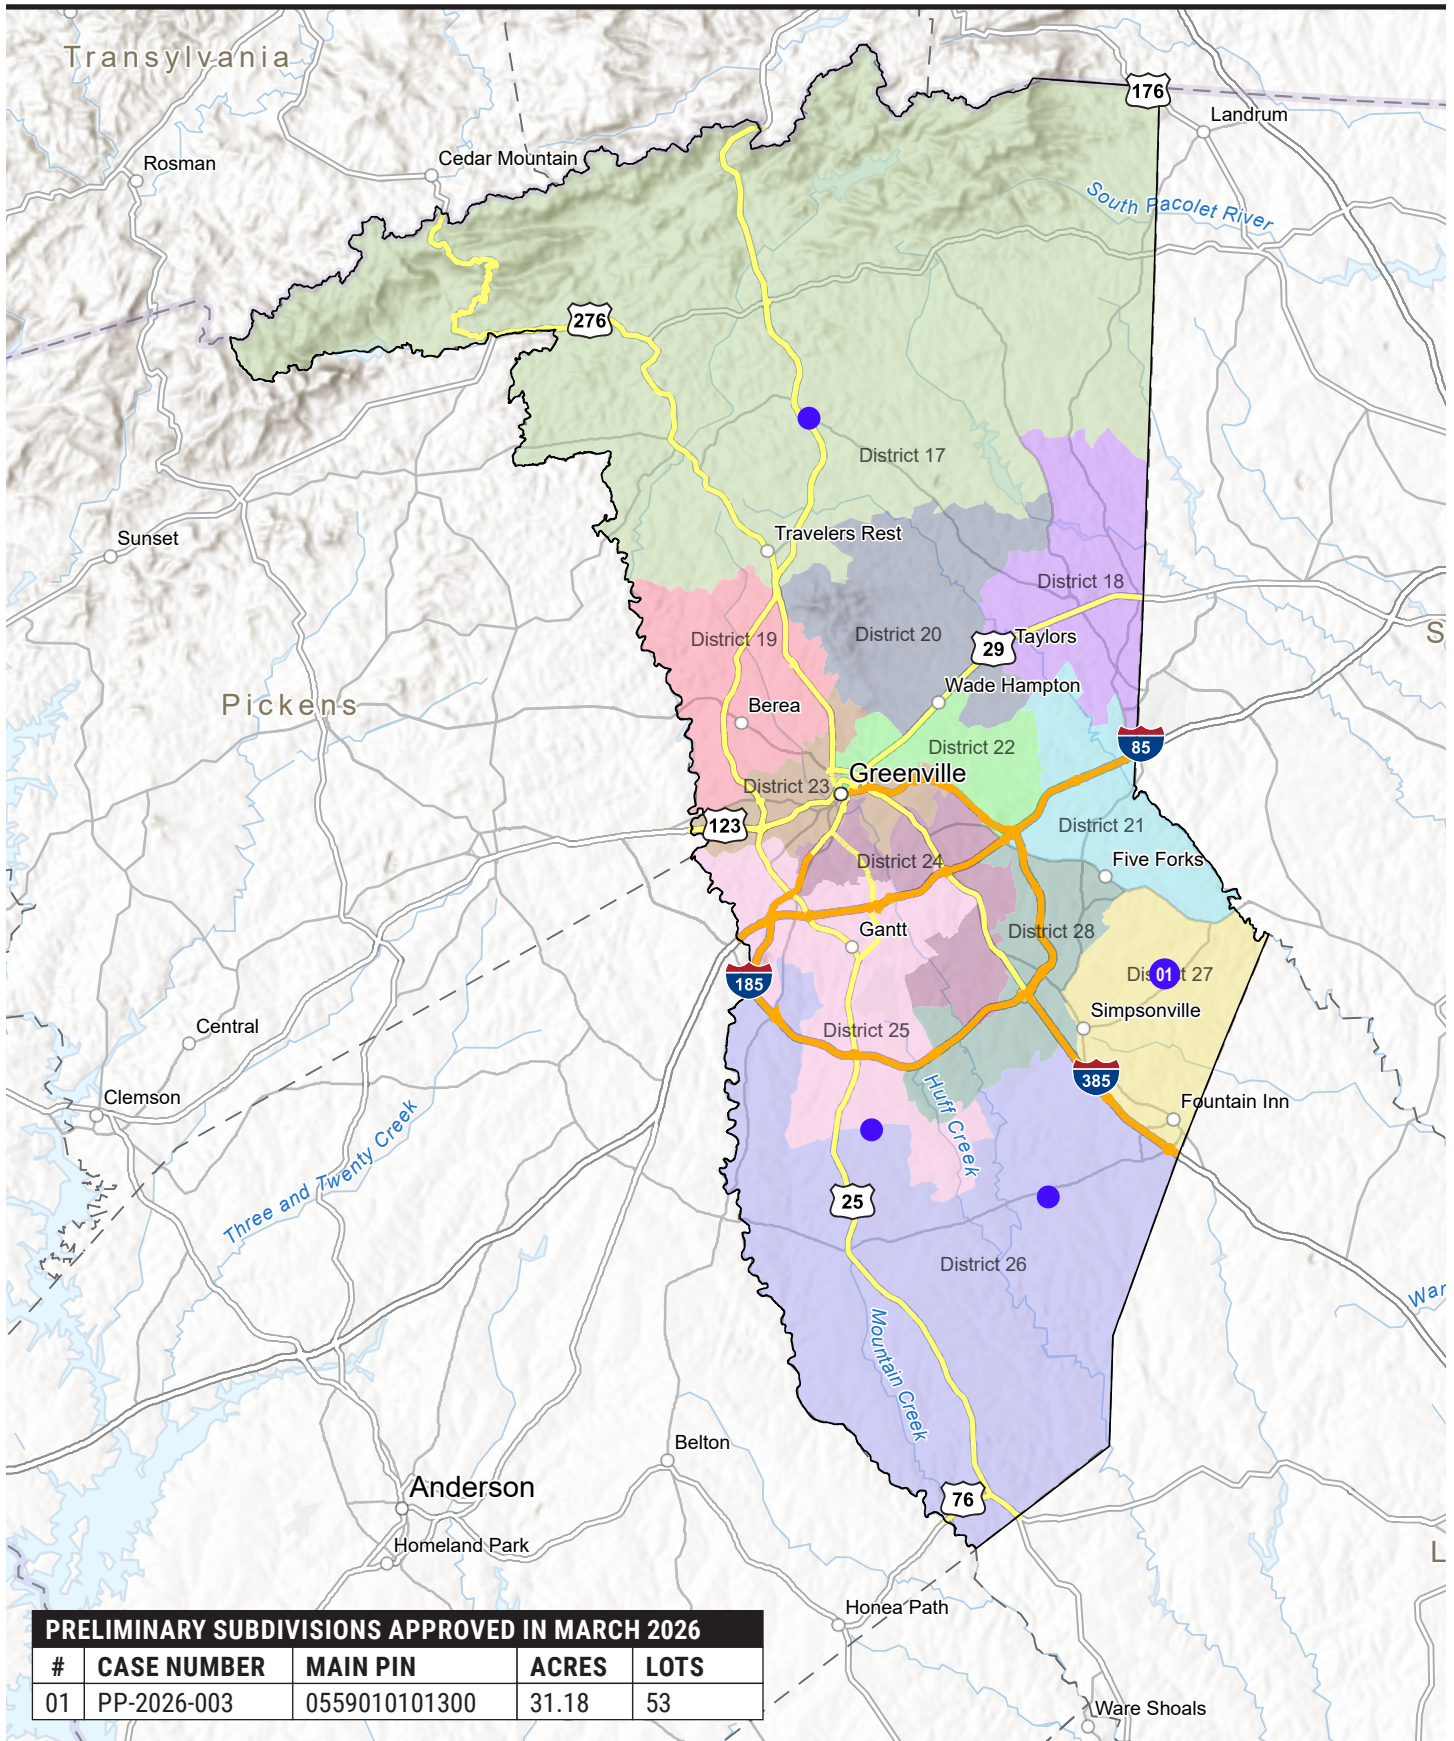 Transylvania
176
Landrum
Rosman
Cedar Mountain
South Pacolet River
276
District 17
Sunset
Travelers Rest
District 18
District 19
District 20
29
Taylors
S
Pickens
Wade Hampton
Berea
District 22
85
Greenville
District 23
123
District 21
District 24
Five Forks
Gantt
District 28
District 27
01
185
Simpsonville
Central
District 25
385
Clemson
Huff Creek
Fountain Inn
Three and Twenty Creek
25
District 26
War
Mountain Creek
Belton
Anderson
76
Homeland Park
L
Honea Path
PRELIMINARY SUBDIVISIONS APPROVED IN MARCH 2026
# CASE NUMBER MAIN PIN ACRES LOTS
01 PP-2026-003 0559010101300 31.18 53
Ware Shoals